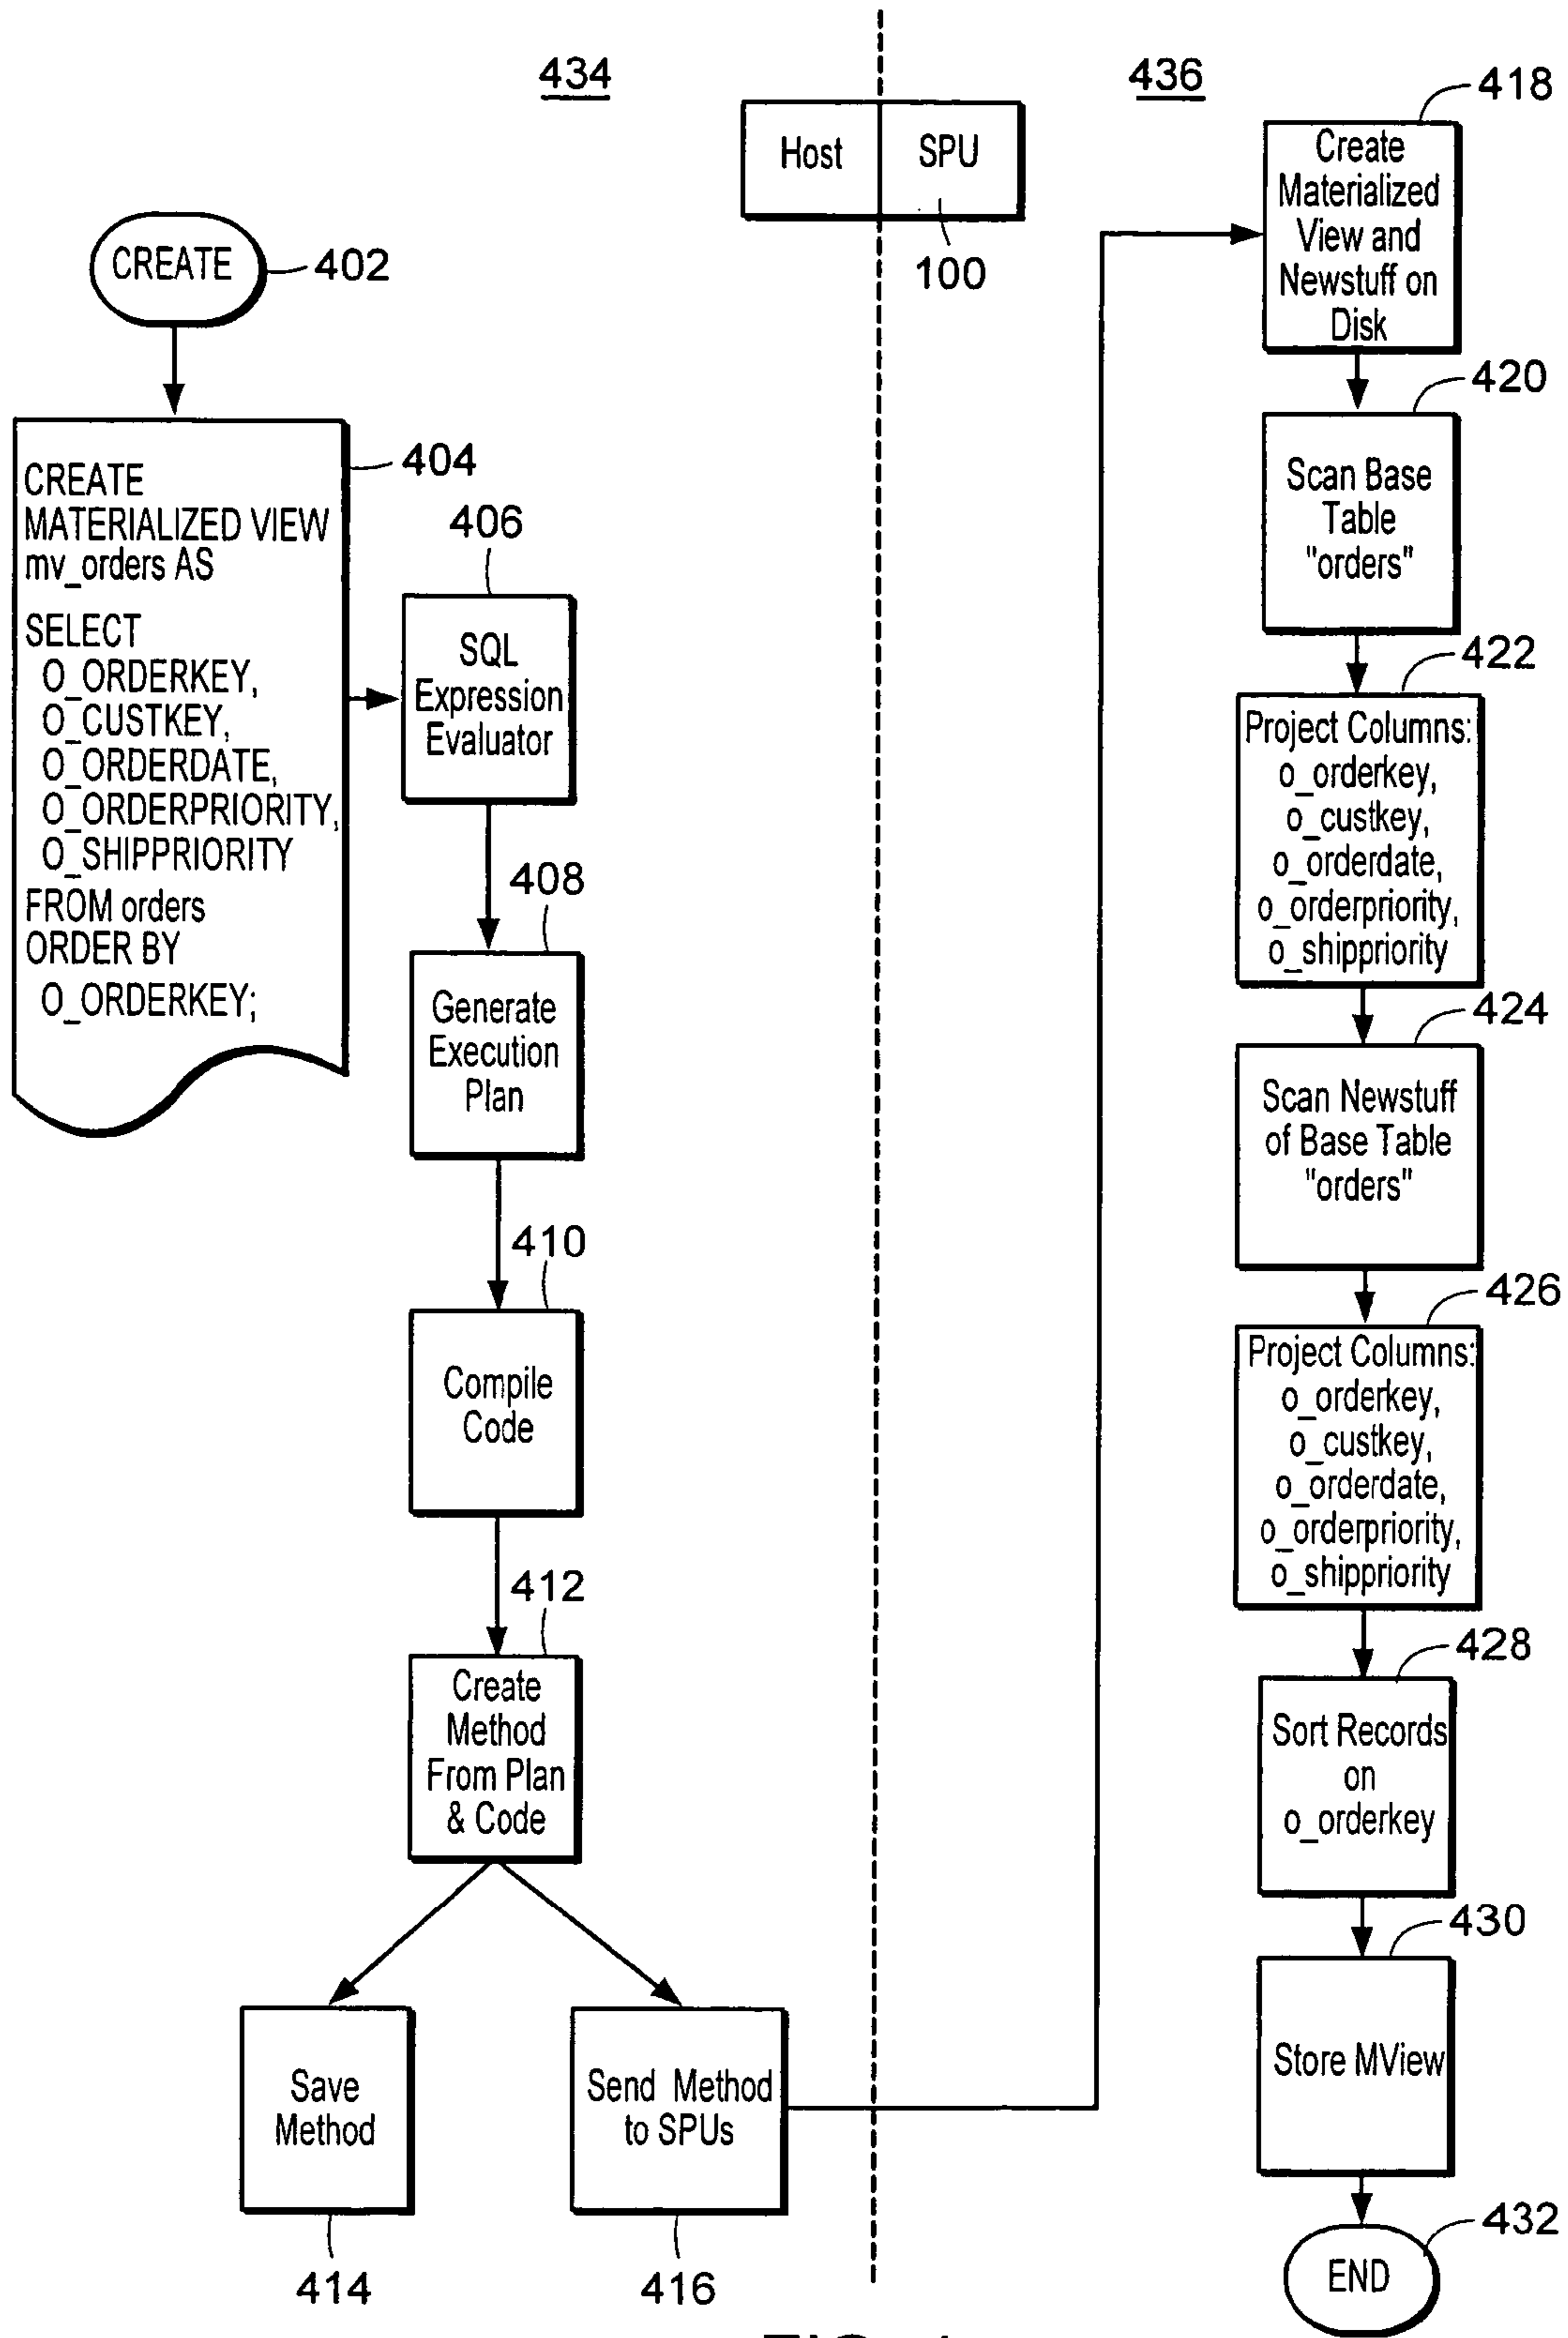 434
436
Host
SPU
100
CREATE
402
404
CREATE
MATERIALIZED VIEW
mv_orders AS
SELECT
O_ORDERKEY,
O_CUSTKEY,
O_ORDERDATE,
O_ORDERPRIORITY,
O_SHIPPRIORITY
FROM orders
ORDER BY
O_ORDERKEY;
406
SQL
Expression
Evaluator
408
Generate
Execution
Plan
410
Compile
Code
412
Create
Method
From Plan
& Code
Save
Method
414
Send Method
to SPUs
416
418
Create
Materialized
View and
Newstuff on
Disk
420
Scan Base
Table
"orders"
422
Project Columns:
o_orderkey,
o_custkey,
o_orderdate,
o_orderpriority,
o_shippriority
424
Scan Newstuff
of Base Table
"orders"
426
Project Columns:
o_orderkey,
o_custkey,
o_orderdate,
o_orderpriority,
o_shippriority
428
Sort Records
on
o_orderkey
430
Store MView
432
END